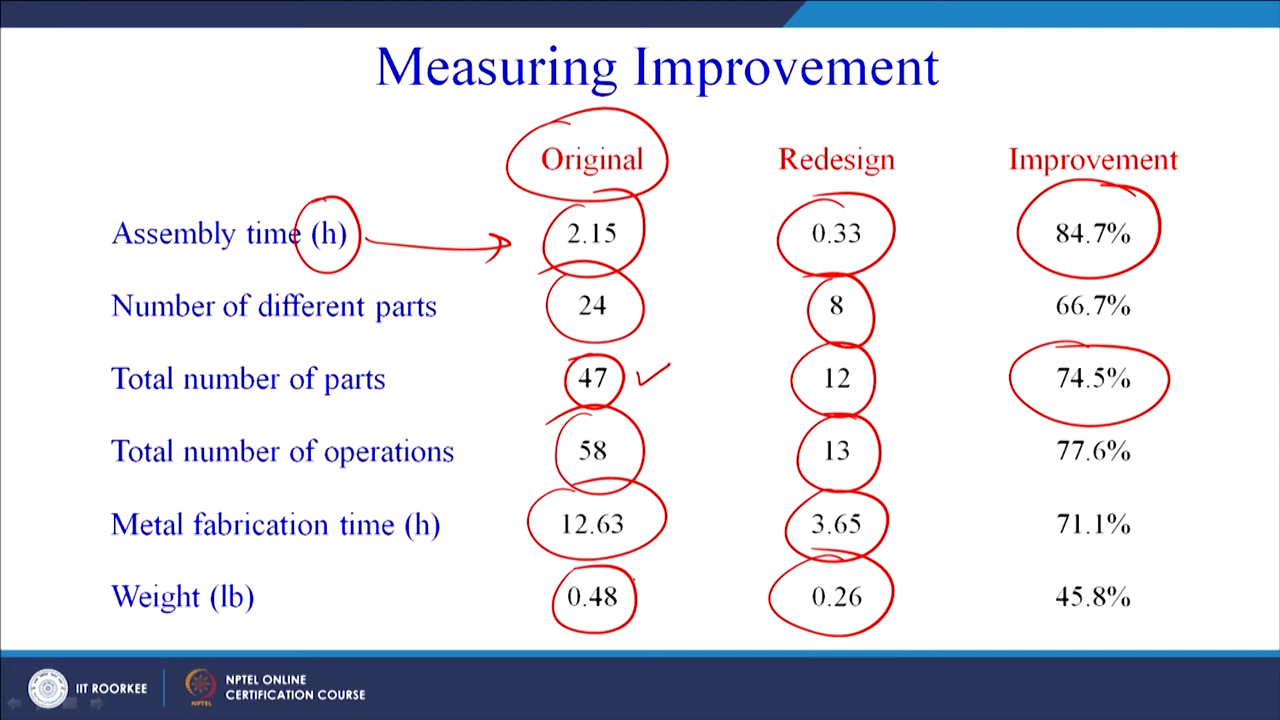 Measuring Improvement
Original Redesign Improvement
Assembly time (h) 2.15 0.33 84.7%
Number of different parts 24 8 66.7%
Total number of parts 47 12 74.5%
Total number of operations 58 13 77.6%
Metal fabrication time (h) 12.63 3.65 71.1%
Weight (lb) 0.48 0.26 45.8%
IIT ROORKEE
NPTEL
NPTEL ONLINE
CERTIFICATION COURSE